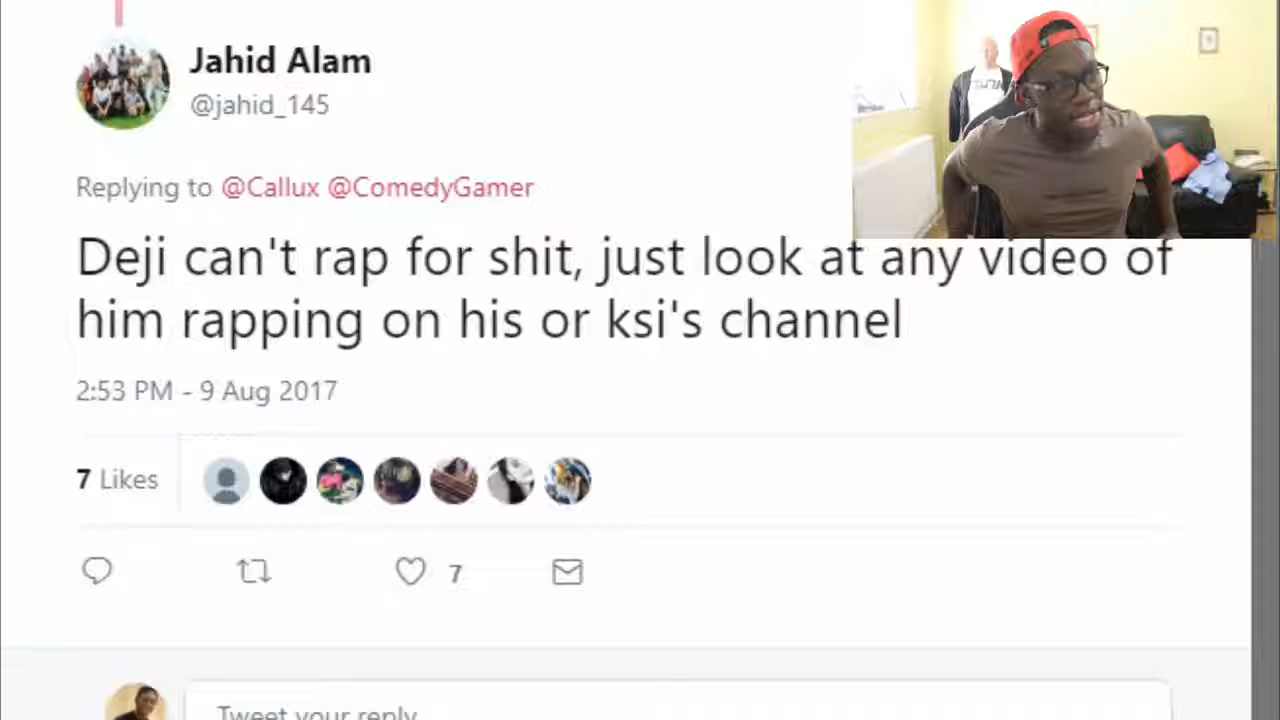 Jahid Alam
@jahid_145
Replying to @Callux @ComedyGamer
Deji can't rap for shit, just look at any video of
him rapping on his or ksi's channel
2:53 PM - 9 Aug 2017
7 Likes
7
Tweet your reply